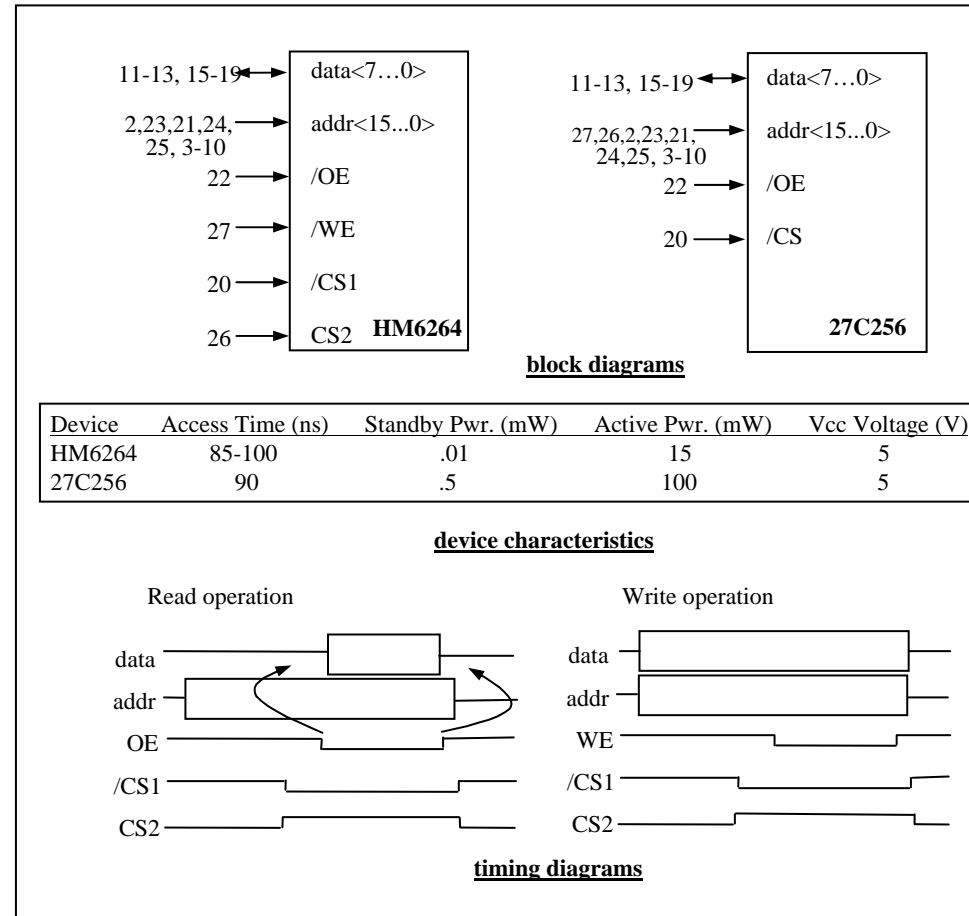 11-13, 15-19
data<7…0>
2,23,21,24,
25, 3-10
addr<15...0>
22
/OE
27
/WE
20
/CS1
26
CS2
HM6264
11-13, 15-19
data<7…0>
27,26,2,23,21,
24,25, 3-10
addr<15...0>
22
/OE
20
/CS
27C256
block diagrams
Device Access Time (ns) Standby Pwr. (mW) Active Pwr. (mW) Vcc Voltage (V)
HM6264 85-100 .01 15 5
27C256 90 .5 100 5
device characteristics
Read operation
data
addr
OE
/CS1
CS2
Write operation
data
addr
WE
/CS1
CS2
timing diagrams